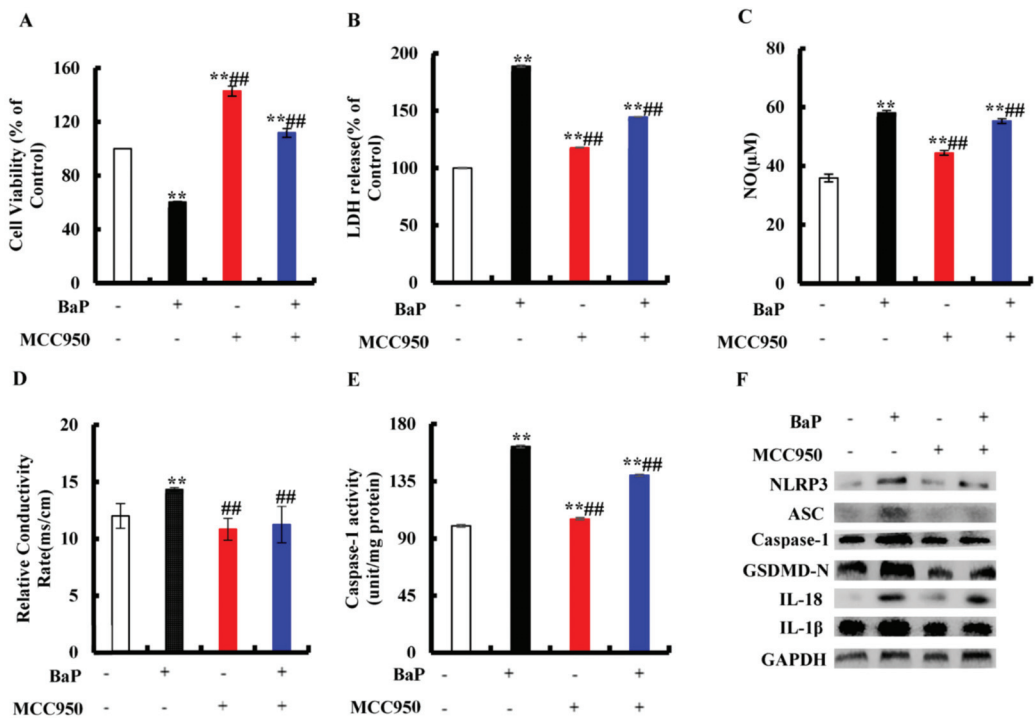 A
Cell Viability (% of
Control)
160
120
80
40
0
**
**##
**##
BaP - + - +
MCC950 - - + +
B
LDH release(% of
Control)
200
150
100
50
0
**
**##
**##
BaP - + - +
MCC950 - - + +
C
NO(μM)
80
60
40
20
0
**
**##
**##
BaP - + - +
MCC950 - - + +
D
Relative Conductivity
Rate(ms/cm)
20
15
10
5
0
**
##
##
BaP - + - +
MCC950 - - + +
E
Caspase-1 activity
(unit/mg protein)
180
135
90
45
0
**
**##
**##
BaP - + - +
MCC950 - - + +
F
BaP - + - +
MCC950 - - + +
NLRP3
ASC
Caspase-1
GSDMD-N
IL-18
IL-1β
GAPDH